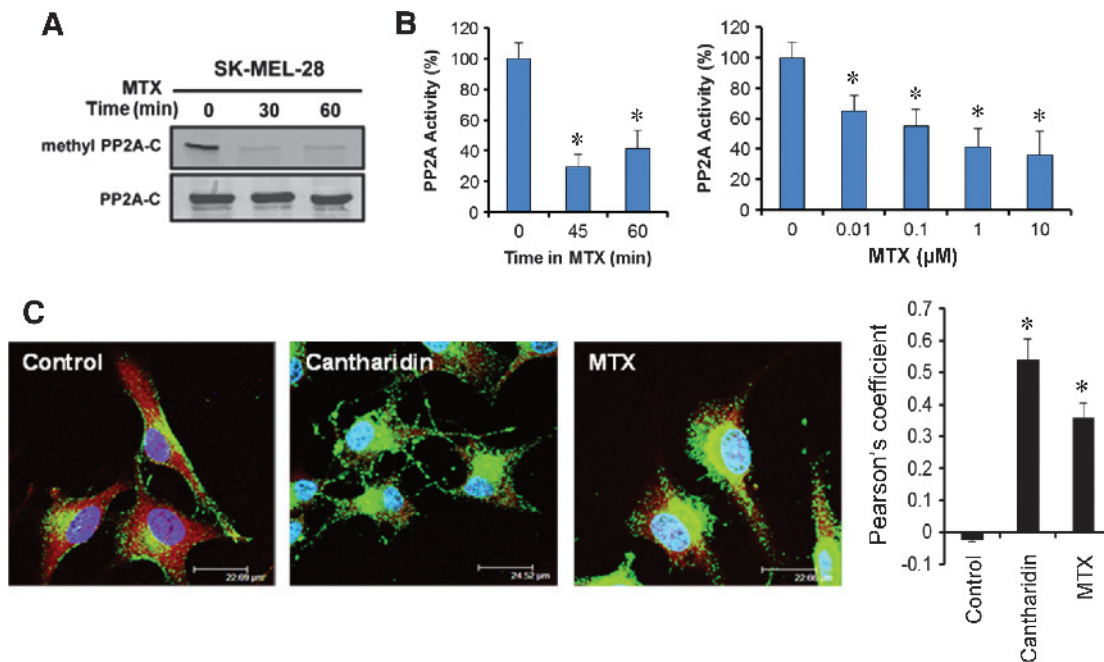 A
SK-MEL-28
MTX
Time (min) 0 30 60
methyl PP2A-C
PP2A-C
B
PP2A Activity (%)
120
100
80
60
40
20
0
* *
0 45 60
Time in MTX (min)
PP2A Activity (%)
120
100
80
60
40
20
0
* * * *
0 0.01 0.1 1 10
MTX (µM)
C
Control
22.69 µm
Cantharidin
24.52 µm
MTX
22.66 µm
Pearson's coefficient
0.7
0.6
0.5
0.4
0.3
0.2
0.1
0
-0.1
* *
Control
Cantharidin
MTX